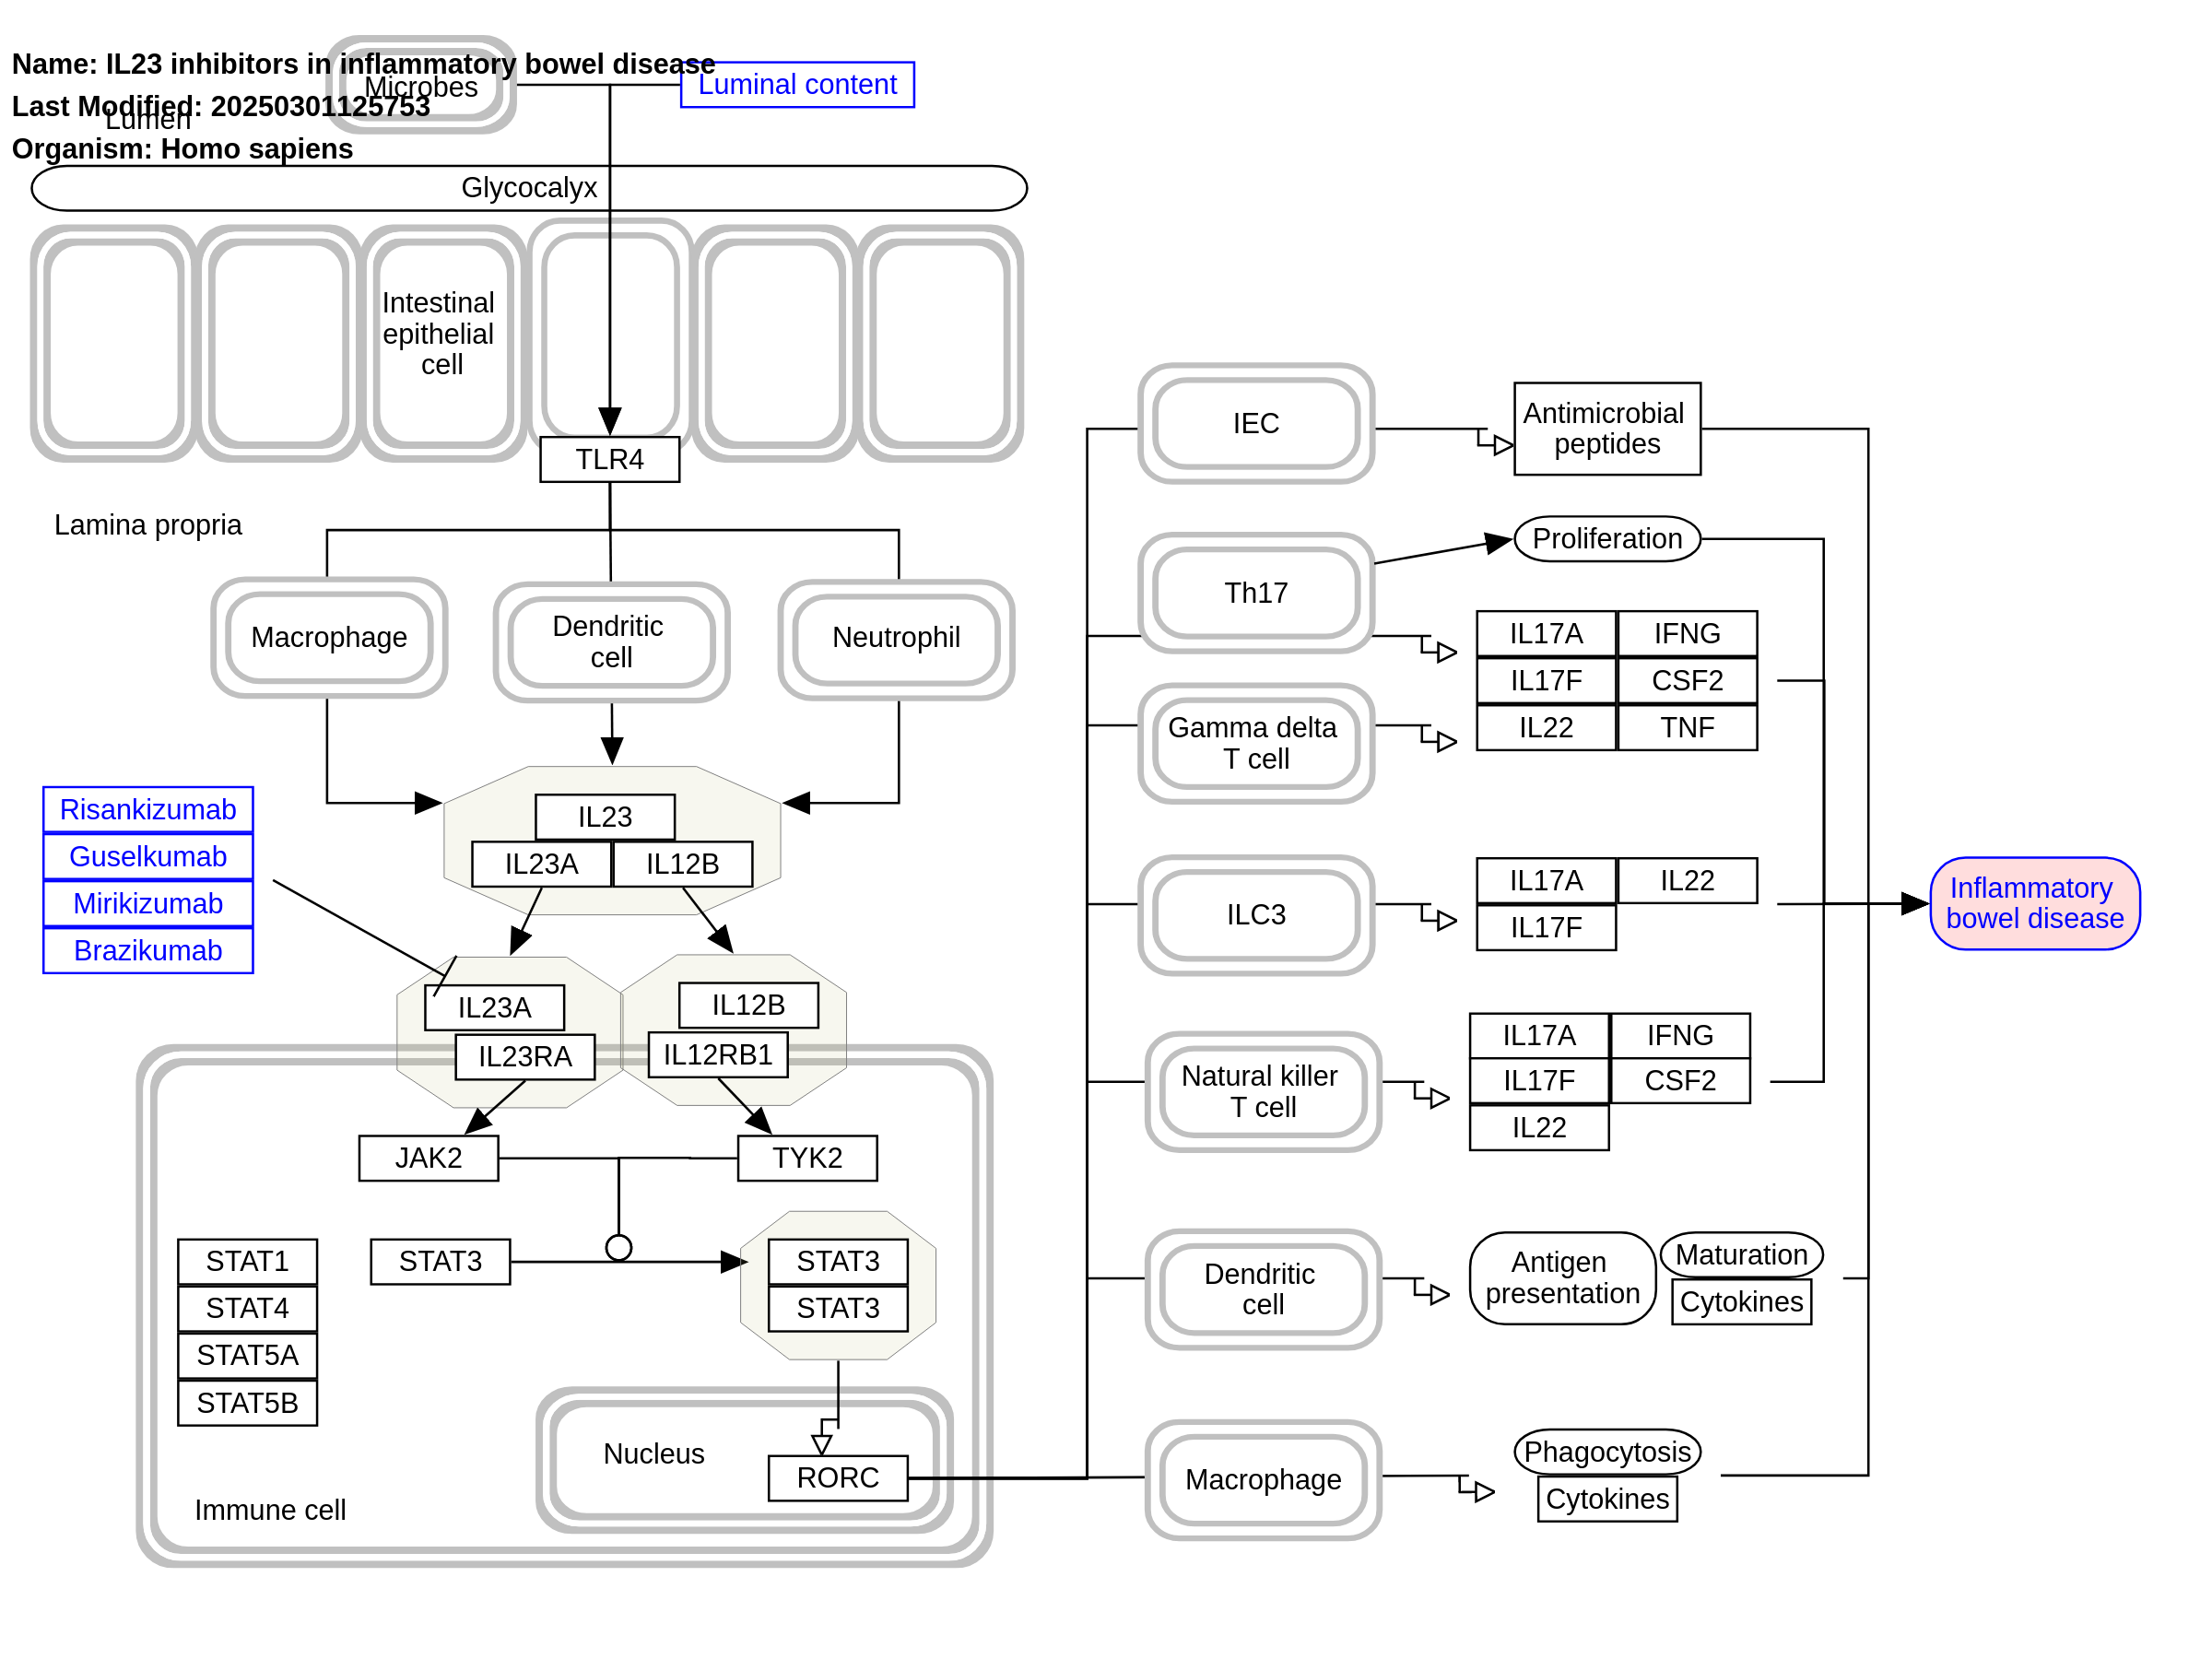 Name: IL23 inhibitors in inflammatory bowel disease
Last Modified: 20250301125753
Organism: Homo sapiens
Microbes
Luminal content
Lumen
Glycocalyx
Intestinal
epithelial
cell
TLR4
Lamina propria
Macrophage
Dendritic
cell
Neutrophil
IL23
IL23A
IL12B
Risankizumab
Guselkumab
Mirikizumab
Brazikumab
IL23A
IL23RA
IL12B
IL12RB1
JAK2
TYK2
STAT1
STAT4
STAT5A
STAT5B
STAT3
STAT3
STAT3
Nucleus
RORC
Immune cell
IEC
Antimicrobial
peptides
Th17
Proliferation
IL17A
IFNG
IL17F
CSF2
IL22
TNF
Gamma delta
T cell
ILC3
IL17A
IL22
IL17F
Natural killer
T cell
IL17A
IFNG
IL17F
CSF2
IL22
Dendritic
cell
Antigen
presentation
Maturation
Cytokines
Macrophage
Phagocytosis
Cytokines
Inflammatory
bowel disease